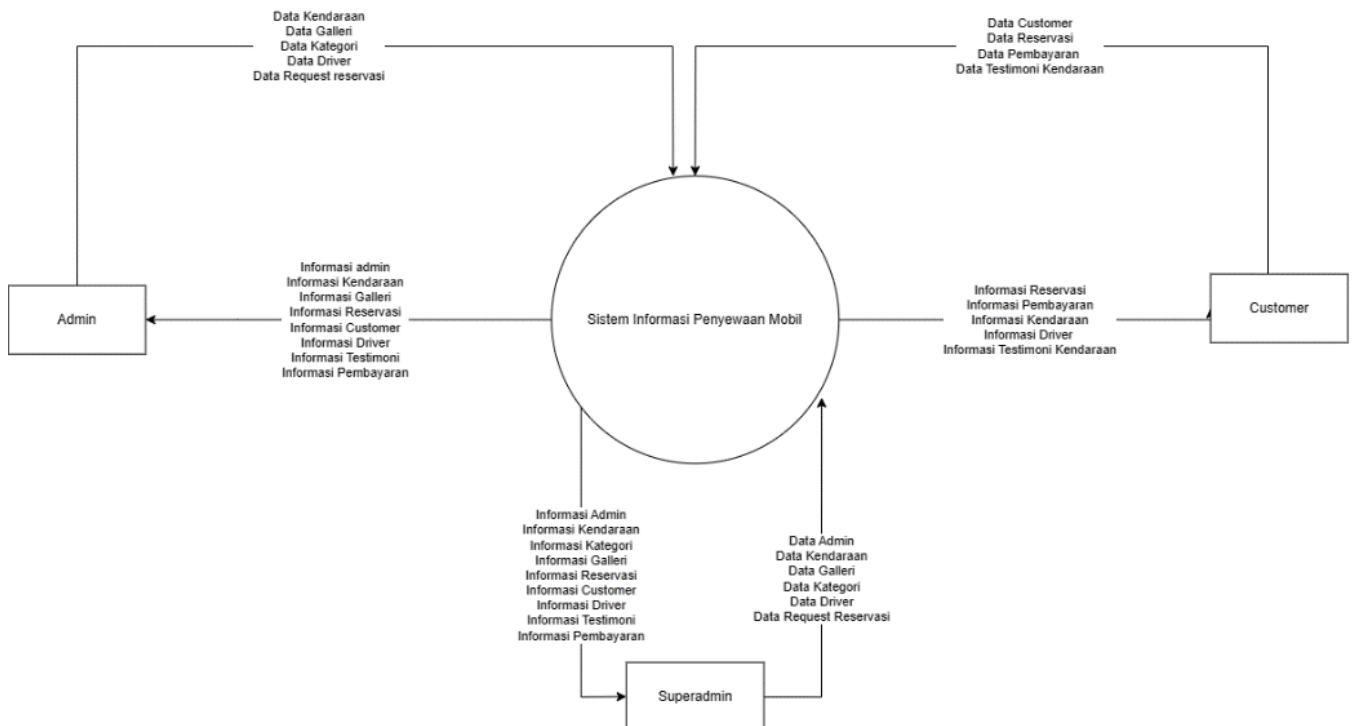 Data Kendaraan
Data Galleri
Data Kategori
Data Driver
Data Request reservasi
Data Customer
Data Reservasi
Data Pembayaran
Data Testimoni Kendaraan
Admin
Informasi admin
Informasi Kendaraan
Informasi Galleri
Informasi Reservasi
Informasi Customer
Informasi Driver
Informasi Testimoni
Informasi Pembayaran
Sistem Informasi Penyewaan Mobil
Informasi Reservasi
Informasi Pembayaran
Informasi Kendaraan
Informasi Driver
Informasi Testimoni Kendaraan
Customer
Informasi Admin
Informasi Kendaraan
Informasi Kategori
Informasi Galleri
Informasi Reservasi
Informasi Customer
Informasi Driver
Informasi Testimoni
Informasi Pembayaran
Data Admin
Data Kendaraan
Data Galleri
Data Kategori
Data Driver
Data Request Reservasi
Superadmin